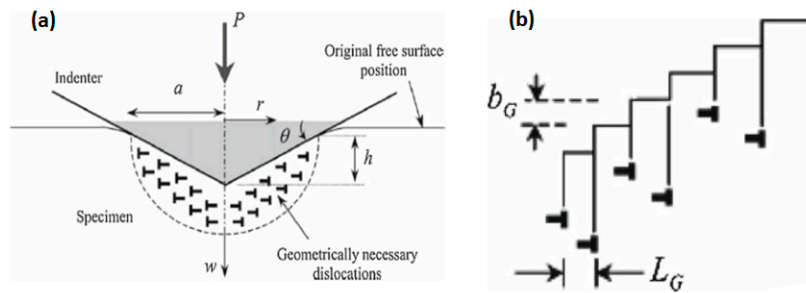 (a)
P
Original free surface
position
Indenter
a
r
θ
h
Specimen
Geometrically necessary
dislocations
w
(b)
b_G
L_G